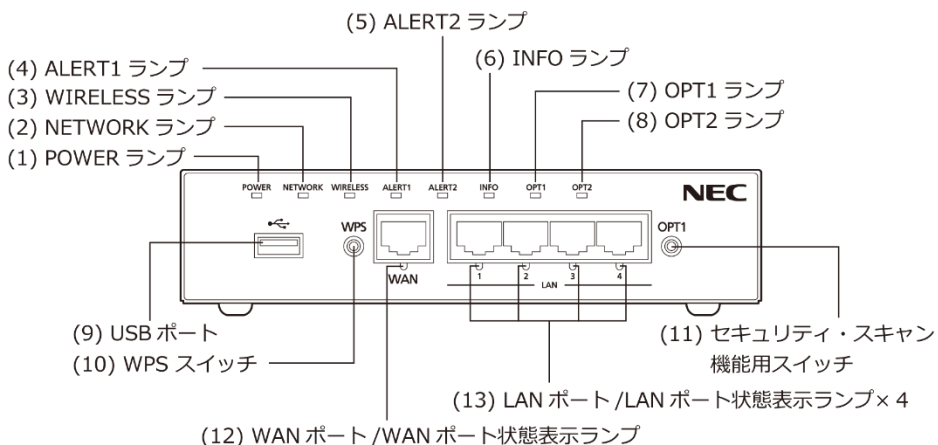 (5) ALERT2 ランプ
(4) ALERT1 ランプ
(6) INFO ランプ
(3) WIRELESS ランプ
(7) OPT1 ランプ
(2) NETWORK ランプ
(8) OPT2 ランプ
(1) POWER ランプ
POWER NETWORK WIRELESS ALERT1 ALERT2 INFO OPT1 OPT2
NEC
WPS
OPT1
WAN
1 2 3 4
LAN
(9) USB ポート
(11) セキュリティ・スキャン
機能用スイッチ
(10) WPS スイッチ
(13) LAN ポート /LAN ポート状態表示ランプ× 4
(12) WAN ポート /WAN ポート状態表示ランプ